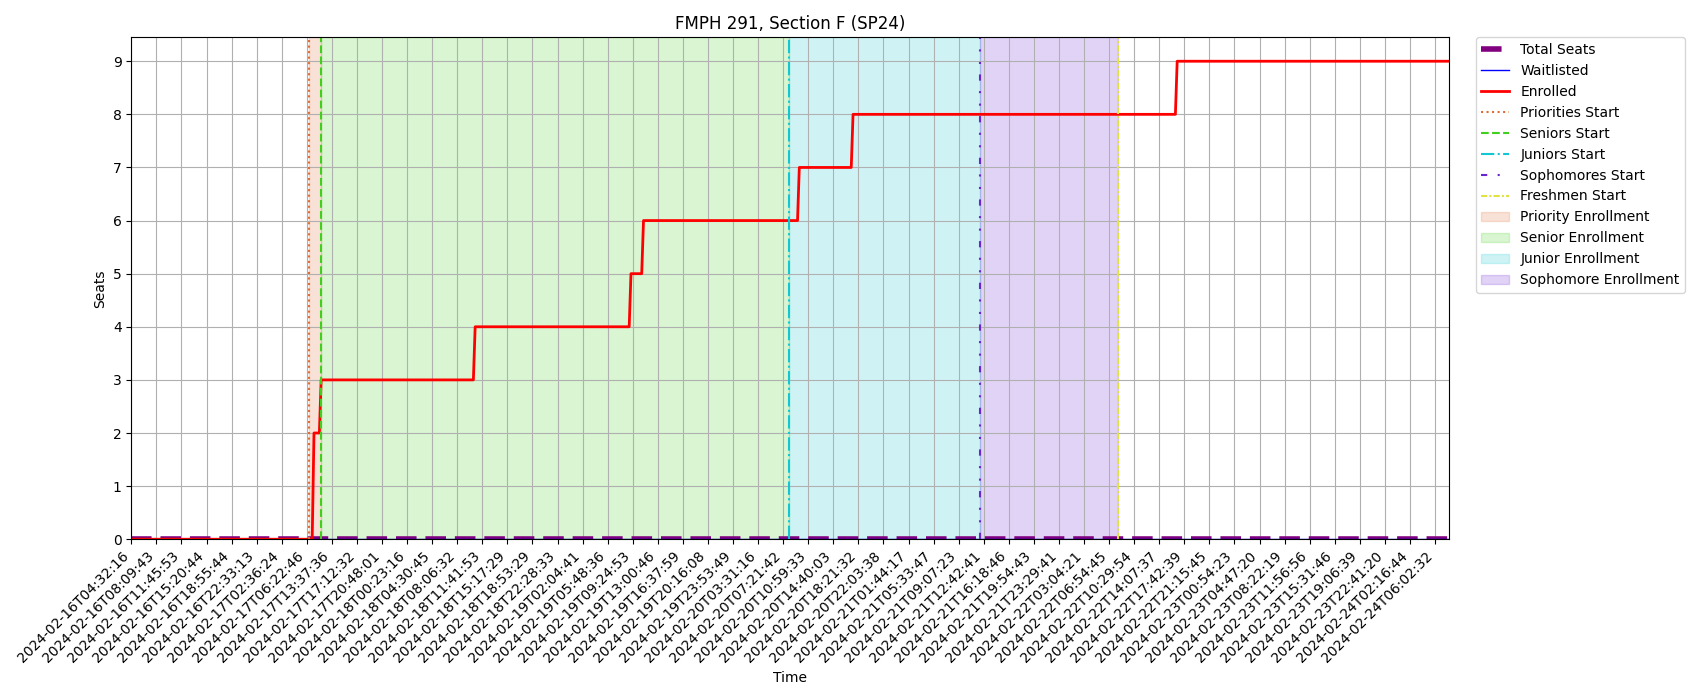 FMPH 291, Section F (SP24)
Seats
9
8
7
6
5
4
3
2
1
0
2024-02-16T04:32:16
2024-02-16T08:09:43
2024-02-16T11:45:53
2024-02-16T15:20:44
2024-02-16T18:55:44
2024-02-16T22:33:13
2024-02-17T02:36:24
2024-02-17T06:22:46
2024-02-17T13:37:36
2024-02-17T17:12:32
2024-02-17T20:48:01
2024-02-18T00:23:16
2024-02-18T04:30:45
2024-02-18T08:06:32
2024-02-18T11:41:53
2024-02-18T15:17:29
2024-02-18T18:53:29
2024-02-18T22:28:33
2024-02-19T02:04:41
2024-02-19T05:48:36
2024-02-19T09:24:53
2024-02-19T13:00:46
2024-02-19T16:37:59
2024-02-19T20:16:08
2024-02-19T23:53:49
2024-02-20T03:31:16
2024-02-20T07:21:42
2024-02-20T10:59:33
2024-02-20T14:40:03
2024-02-20T18:21:32
2024-02-20T22:03:38
2024-02-21T01:44:17
2024-02-21T05:33:47
2024-02-21T09:07:23
2024-02-21T12:42:41
2024-02-21T16:18:46
2024-02-21T19:54:43
2024-02-21T23:29:41
2024-02-22T03:04:21
2024-02-22T06:54:45
2024-02-22T10:29:54
2024-02-22T14:07:37
2024-02-22T17:42:39
2024-02-22T21:15:45
2024-02-23T00:54:23
2024-02-23T04:47:20
2024-02-23T08:22:19
2024-02-23T11:56:56
2024-02-23T15:31:46
2024-02-23T19:06:39
2024-02-23T22:41:20
2024-02-24T02:16:44
2024-02-24T06:02:32
Time
Total Seats
Waitlisted
Enrolled
Priorities Start
Seniors Start
Juniors Start
Sophomores Start
Freshmen Start
Priority Enrollment
Senior Enrollment
Junior Enrollment
Sophomore Enrollment